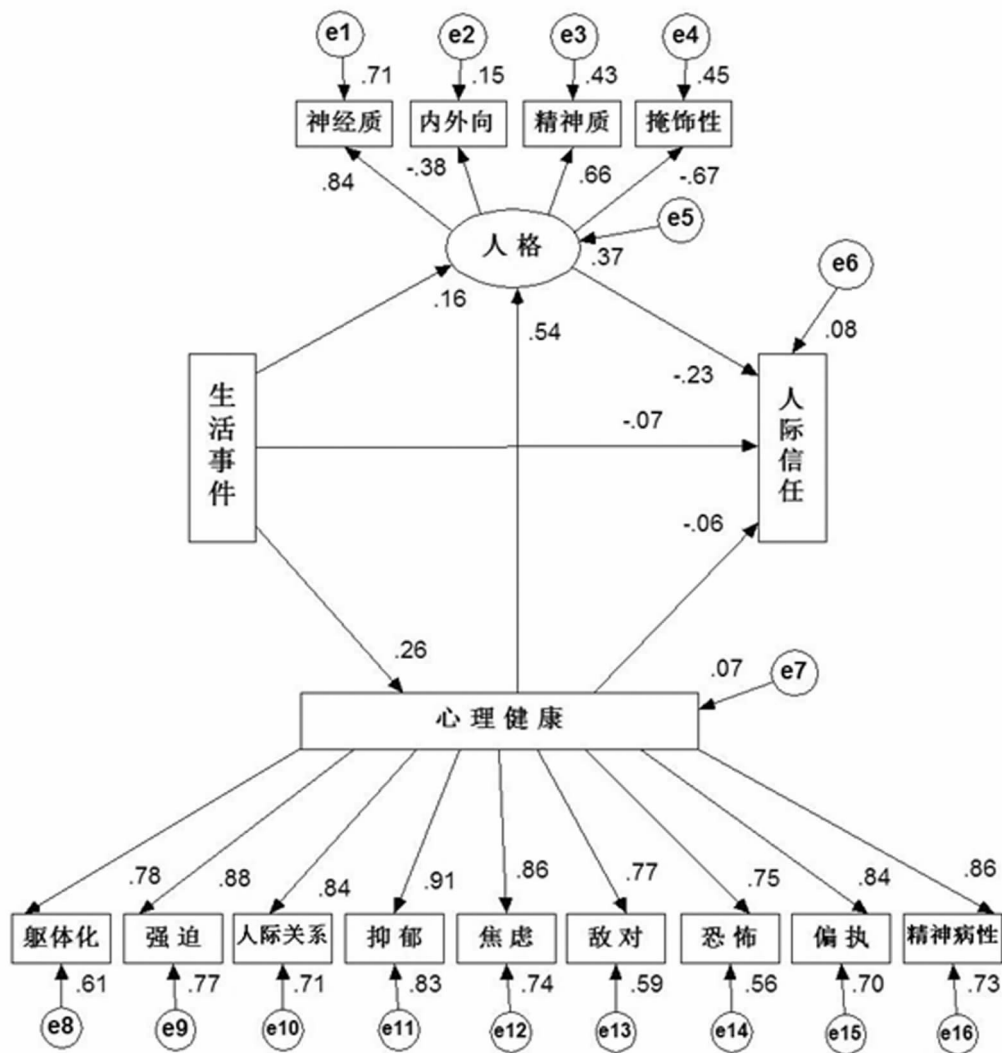 e1 e2 e3 e4
.71 .15 .43 .45
神经质 内外向 精神质 掩饰性
.84 -.38 .66 -.67
人格 e5
.37
e6
.16 .54 .08
生活事件
-.23
人际信任
-.07
-.06
.26 .07 e7
心理健康
.78 .88 .84 .91 .86 .77 .75 .84 .86
躯体化 强迫 人际关系 抑郁 焦虑 敌对 恐怖 偏执 精神病性
.61 .77 .71 .83 .74 .59 .56 .70 .73
e8 e9 e10 e11 e12 e13 e14 e15 e16